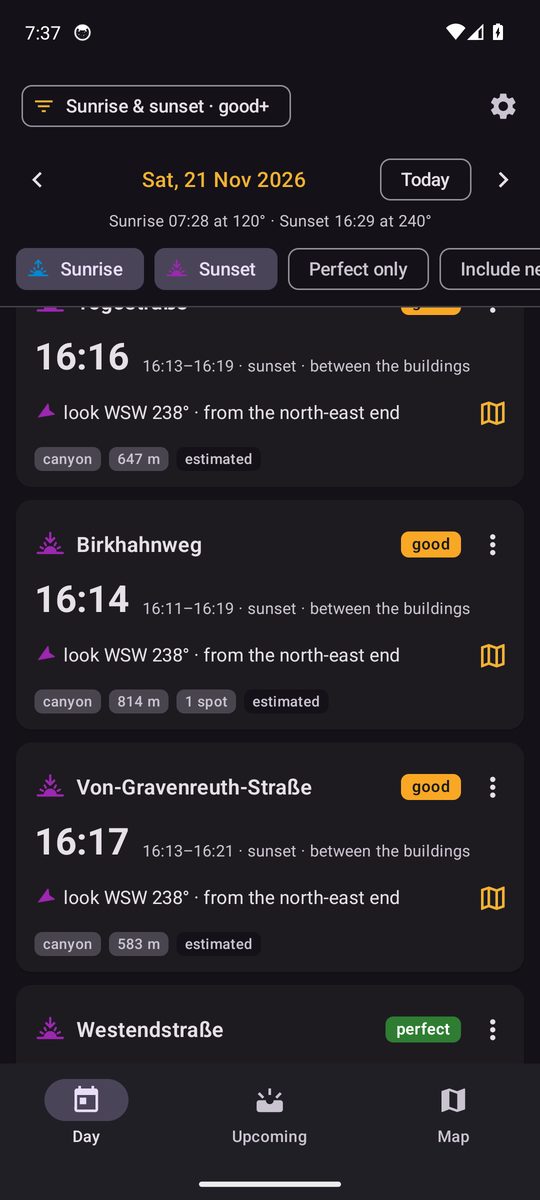 7:37
Sunrise & sunset · good+
Sat, 21 Nov 2026
Today
Sunrise 07:28 at 120° · Sunset 16:29 at 240°
Sunrise
Sunset
Perfect only
Include ne
16:16 16:13–16:19 · sunset · between the buildings
look WSW 238° · from the north-east end
canyon 647 m estimated
Birkhahnweg good
16:14 16:11–16:19 · sunset · between the buildings
look WSW 238° · from the north-east end
canyon 814 m 1 spot estimated
Von-Gravenreuth-Straße good
16:17 16:13–16:21 · sunset · between the buildings
look WSW 238° · from the north-east end
canyon 583 m estimated
Westendstraße perfect
Day
Upcoming
Map